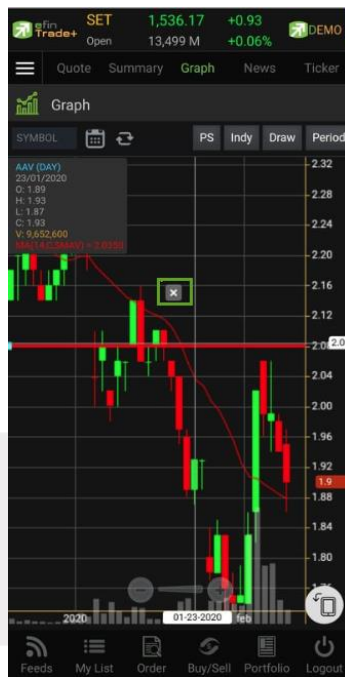 efin Trade+ SET 1,536.17 +0.93 DEMO
Open 13,499 M +0.06%
Quote Summary Graph News Ticker
Graph
SYMBOL PS Indy Draw Period
AAV (DAY)
23/01/2020
O: 1.89
H: 1.93
L: 1.87
C: 1.93
V: 9,652,600
2.32
2.28
2.24
2.20
2.16
2.12
2.0
2.04
2.00
1.96
1.92
1.9
1.88
1.84
1.80
2020 01-23-2020 feb
Feeds My List Order Buy/Sell Portfolio Logout